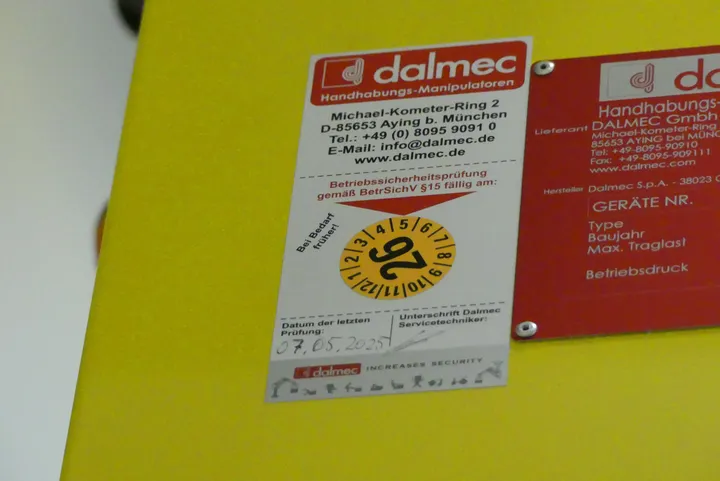 dalmec
Handhabungs-Manipulatoren
Michael-Kometer-Ring 2
D-85653 Aying b. München
Tel.: +49 (0) 8095 9091 0
E-Mail: info@dalmec.de
www.dalmec.de
Betriebssicherheitsprüfung
gemäß BetrSichV §15 fällig am:
Bei Bedarf
früher!
1/2/3/4/5/6/7/8/9/10/11/12
26
Datum der letzten
Prüfung:
07.05.2025
Unterschrift Dalmec
Servicetechniker:
dalmec INCREASES SECURITY
Handhabungs-
Lieferant DALMEC GmbH
Michael-Kometer-Ring
85653 AYING bei MÜN
Tel: +49-8095-90910
Fax: +49-8095-909111
www.dalmec.com
Hersteller Dalmec S.p.A. - 38023
GERÄTE NR.
Type
Baujahr
Max. Traglast
Betriebsdruck